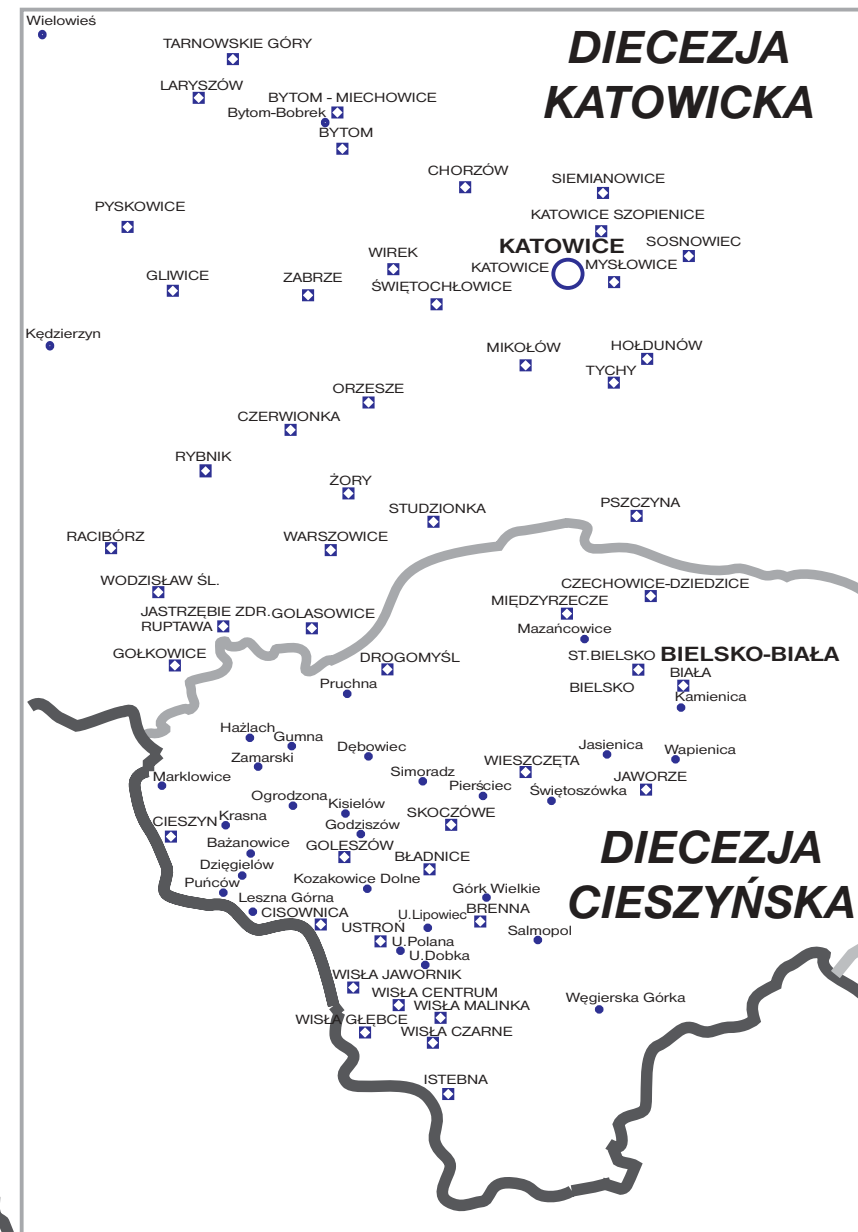 Wielowieś
DIECEZJA
KATOWICKA
TARNOWSKIE GÓRY
LARYSZÓW
BYTOM - MIECHOWICE
Bytom-Bobrek
BYTOM
CHORZÓW
SIEMIANOWICE
PYSKOWICE
KATOWICE SZOPIENICE
KATOWICE
SOSNOWIEC
WIREK
KATOWICE
MYSŁOWICE
GLIWICE
ZABRZE
ŚWIĘTOCHŁOWICE
Kędzierzyn
MIKOŁÓW
HOŁDUNÓW
TYCHY
ORZESZE
CZERWIONKA
RYBNIK
ŻORY
STUDZIONKA
PSZCZYNA
RACIBÓRZ
WARSZOWICE
WODZISŁAW ŚL.
CZECHOWICE-DZIEDZICE
MIĘDZYRZECZE
JASTRZĘBIE ZDR.
RUPTAWA
GOLASOWICE
Mazańcowice
GOŁKOWICE
DROGOMYŚL
ST.BIELSKO
BIELSKO-BIAŁA
BIAŁA
Pruchna
BIELSKO
Kamienica
Hażlach
Gumna
Dębowiec
Jasienica
Wapienica
Zamarski
WIESZCZĘTA
Marklowice
Simoradz
Pierściec
JAWORZE
Świętoszówka
Ogrodzona
Kisielów
SKOCZÓWE
CIESZYN
Krasna
Godziszów
Bażanowice
GOLESZÓW
BŁADNICE
DIECEZJA
CIESZYŃSKA
Dzięgielów
Puńców
Kozakowice Dolne
Górk Wielkie
Leszna Górna
CISOWNICA
U.Lipowiec
BRENNA
USTROŃ
Salmopol
U.Polana
U.Dobka
WISŁA JAWORNIK
WISŁA CENTRUM
Węgierska Górka
WISŁA MALINKA
WISŁA GŁĘBCE
WISŁA CZARNE
ISTEBNA